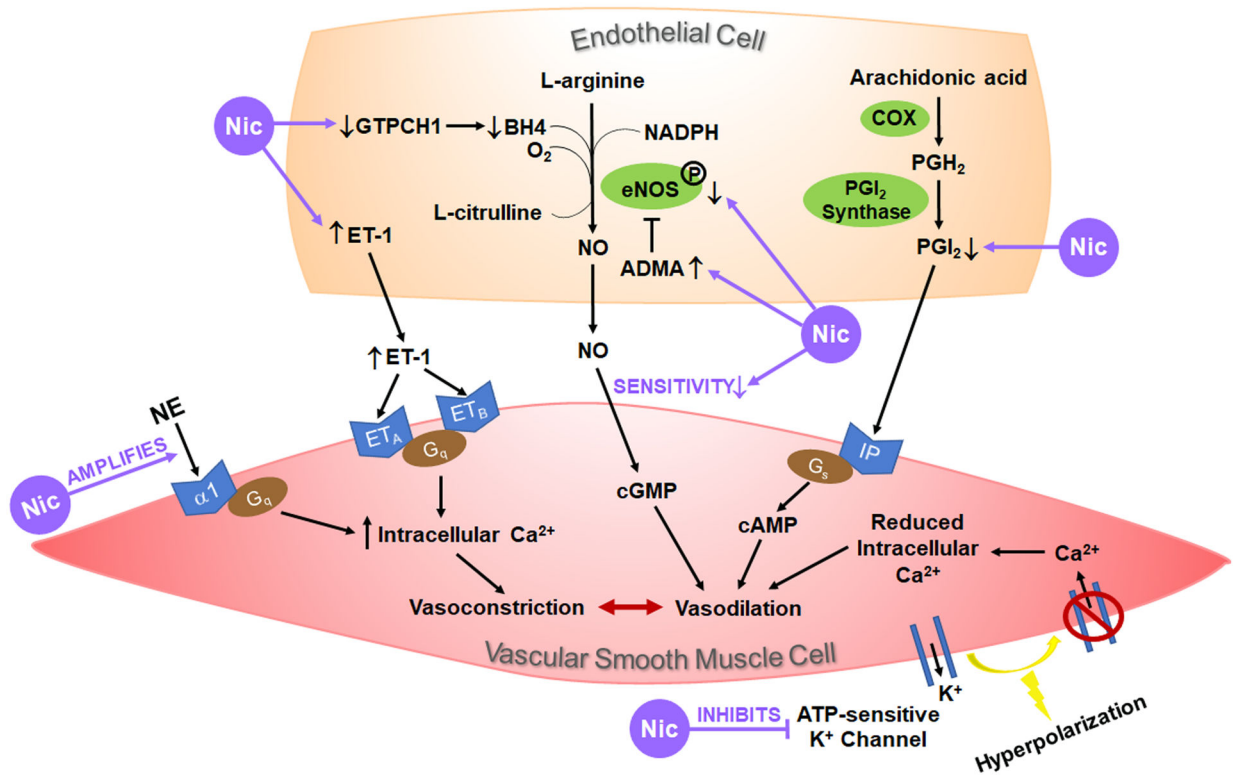 Endothelial Cell
L-arginine
Arachidonic acid
Nic
↓GTPCH1
↓BH4
O₂
NADPH
COX
eNOS
P
↓
PGH₂
PGI₂
Synthase
L-citrulline
↑ET-1
NO
ADMA↑
PGI₂↓
Nic
Nic
↑ET-1
NO
SENSITIVITY↓
NE
AMPLIFIES
Nic
α1
Gq
ET_A
ET_B
Gq
IP
Gs
cGMP
cAMP
↑Intracellular Ca²⁺
Reduced
Intracellular
Ca²⁺
Ca²⁺
Vasoconstriction
Vasodilation
Vascular Smooth Muscle Cell
K⁺
Nic
INHIBITS
ATP-sensitive
K⁺ Channel
Hyperpolarization